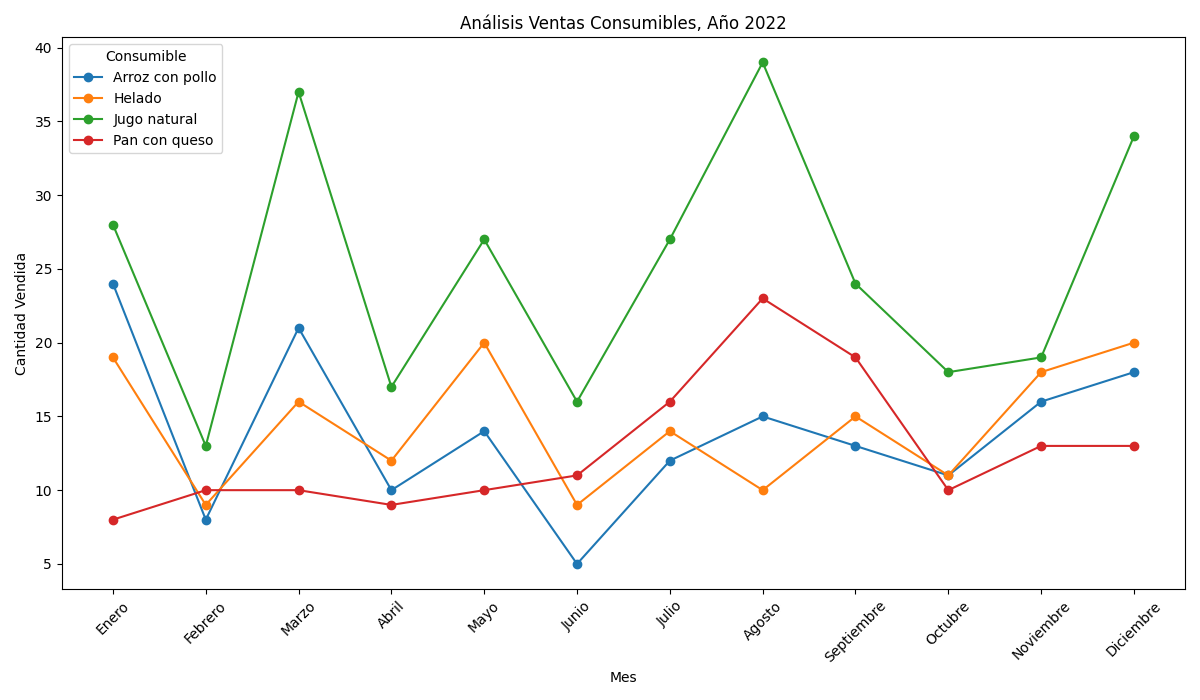 Análisis Ventas Consumibles, Año 2022
Consumible
Arroz con pollo
Helado
Jugo natural
Pan con queso
Cantidad Vendida
40
35
30
25
20
15
10
5
Enero
Febrero
Marzo
Abril
Mayo
Junio
Julio
Agosto
Septiembre
Octubre
Noviembre
Diciembre
Mes